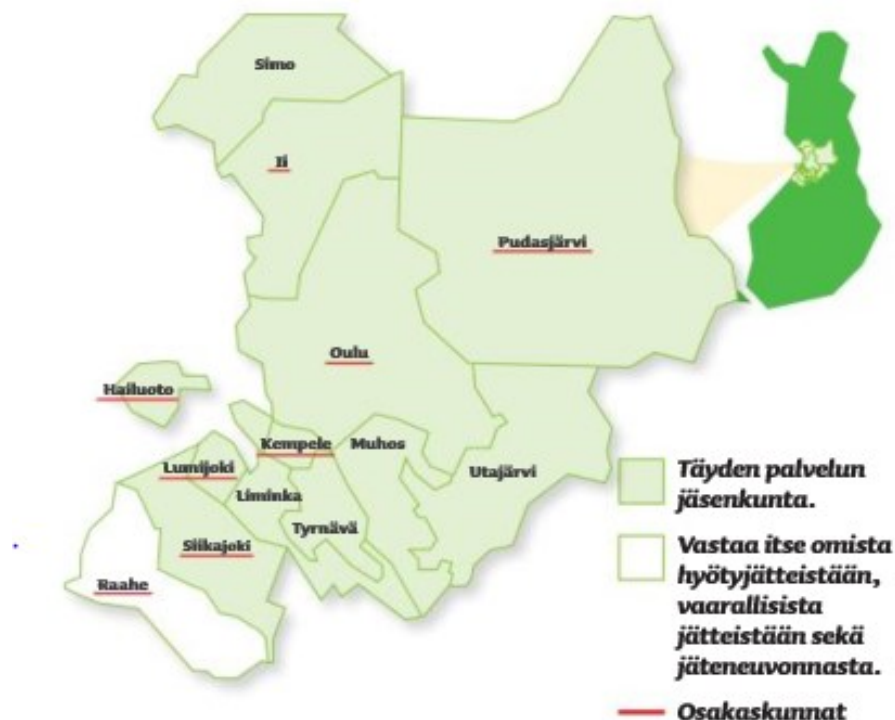 Simo
Ii
Pudasjärvi
Oulu
Hailuoto
Kempele
Muhos
Lumijoki
Utajärvi
Liminka
Tyrnävä
Siikajoki
Raahe
Täyden palvelun
jäsenkunta.
Vastaa itse omista
hyötyjätteistään,
vaarallisista
jätteistään sekä
jäteneuvonnasta.
Osakaskunnat